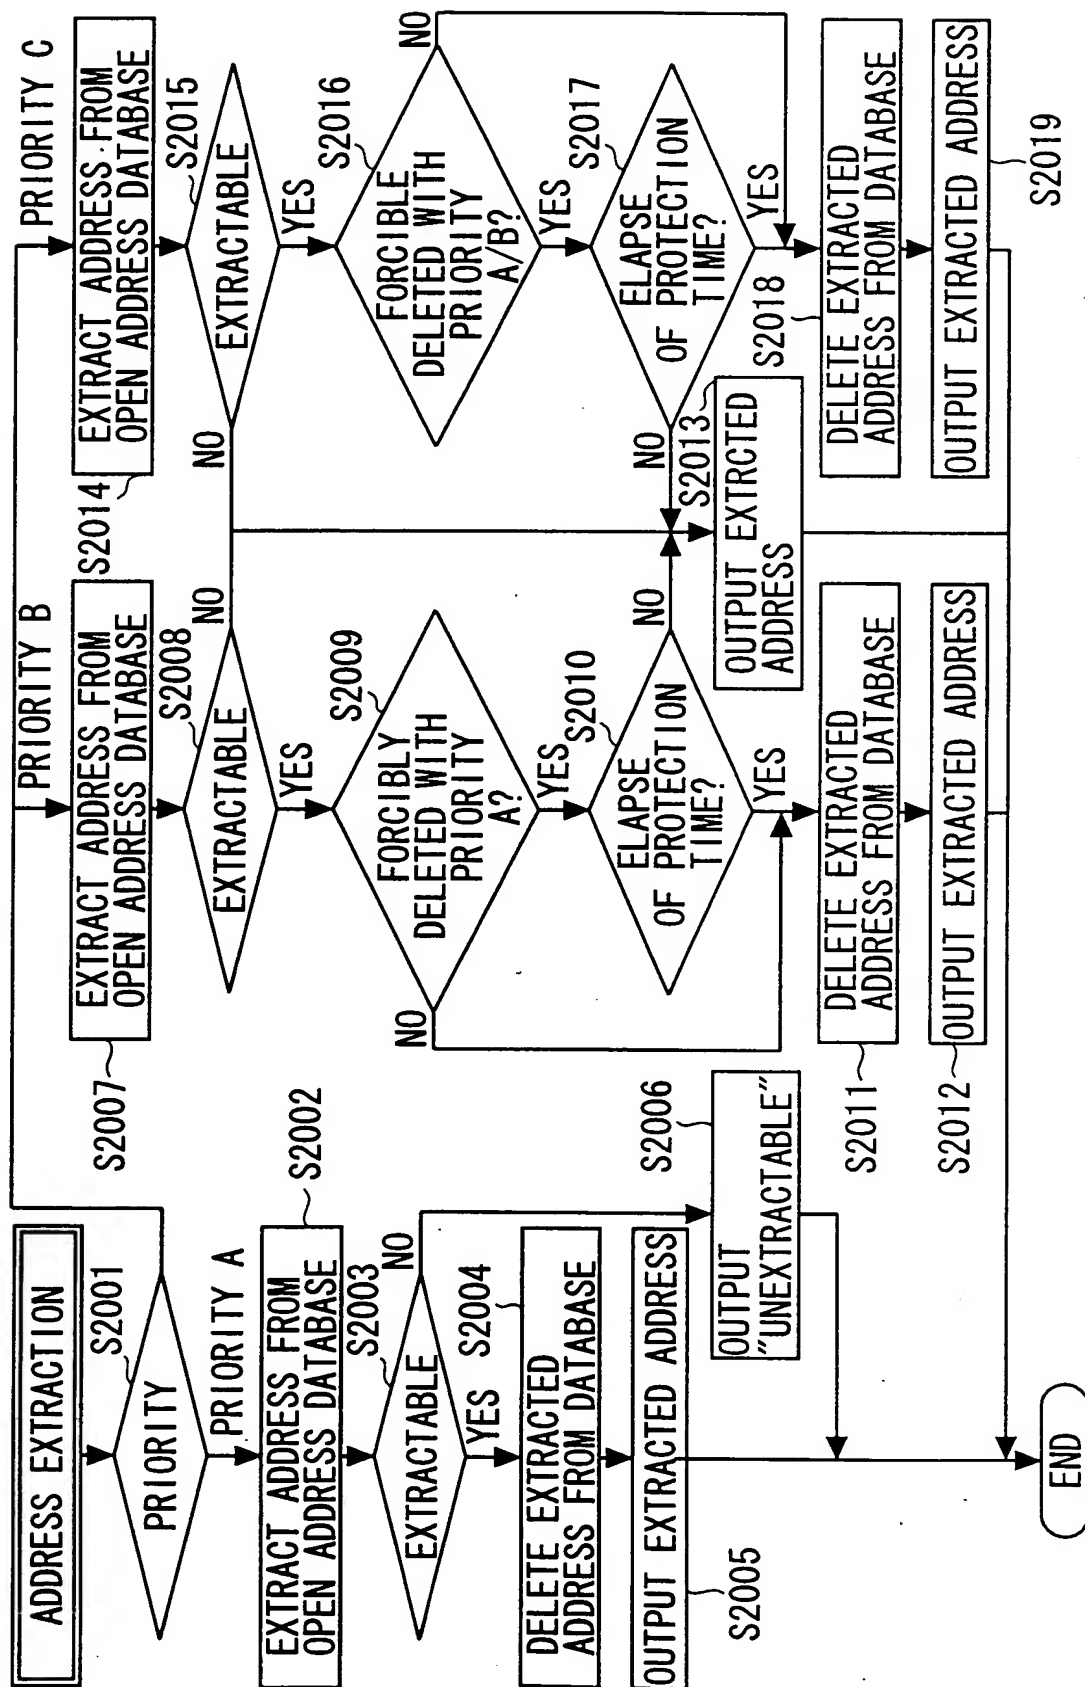 ADDRESS EXTRACTION
S2001
PRIORITY
PRIORITY A
S2002
EXTRACT ADDRESS FROM
OPEN ADDRESS DATABASE
S2003
EXTRACTABLE
NO
YES
S2004
DELETE EXTRACTED
ADDRESS FROM DATABASE
OUTPUT EXTRACTED ADDRESS
S2005
S2006
OUTPUT
"UNEXTRACTABLE"
PRIORITY B
S2007
EXTRACT ADDRESS FROM
OPEN ADDRESS DATABASE
S2008
EXTRACTABLE
NO
YES
S2009
FORCIBLY
DELETED WITH
PRIORITY
A?
NO
YES
S2010
ELAPSE
OF PROTECTION
TIME?
NO
YES
S2011
DELETE EXTRACTED
ADDRESS FROM DATABASE
S2012
OUTPUT EXTRACTED ADDRESS
S2013
OUTPUT EXTRCTED
ADDRESS
PRIORITY C
S2014
EXTRACT ADDRESS FROM
OPEN ADDRESS DATABASE
S2015
EXTRACTABLE
NO
YES
S2016
FORCIBLE
DELETED WITH
PRIORITY
A/B?
NO
YES
S2017
ELAPSE
OF PROTECTION
TIME?
NO
YES
S2018
DELETE EXTRACTED
ADDRESS FROM DATABASE
OUTPUT EXTRACTED ADDRESS
S2019
END